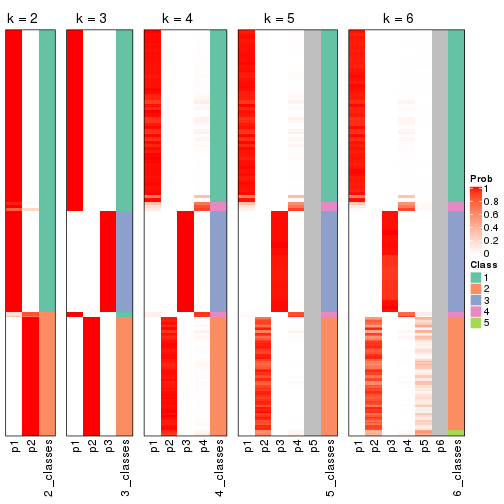 k = 2
k = 3
k = 4
k = 5
k = 6
p1
p2
2_classes
p1
p2
p3
3_classes
p1
p2
p3
p4
4_classes
p1
p2
p3
p4
p5
5_classes
p1
p2
p3
p4
p5
p6
6_classes
Prob
1
0.8
0.6
0.4
0.2
0
Class
1
2
3
4
5